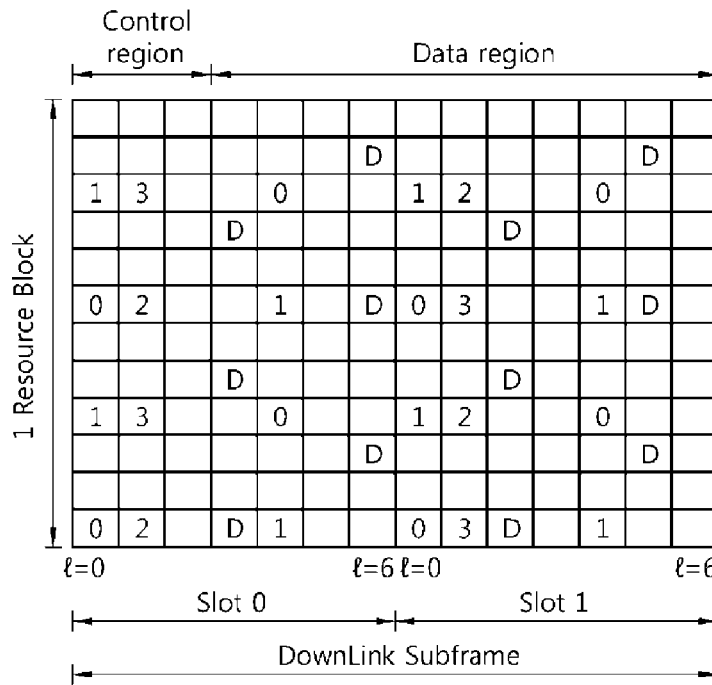 Control region Data region
1 Resource Block
D D
1 3 0 1 2 0
D D
0 2 1 D 0 3 1 D
D D
1 3 0 1 2 0
D D
0 2 D 1 0 3 D 1
ℓ=0 ℓ=6 ℓ=0 ℓ=6
Slot 0 Slot 1
DownLink Subframe